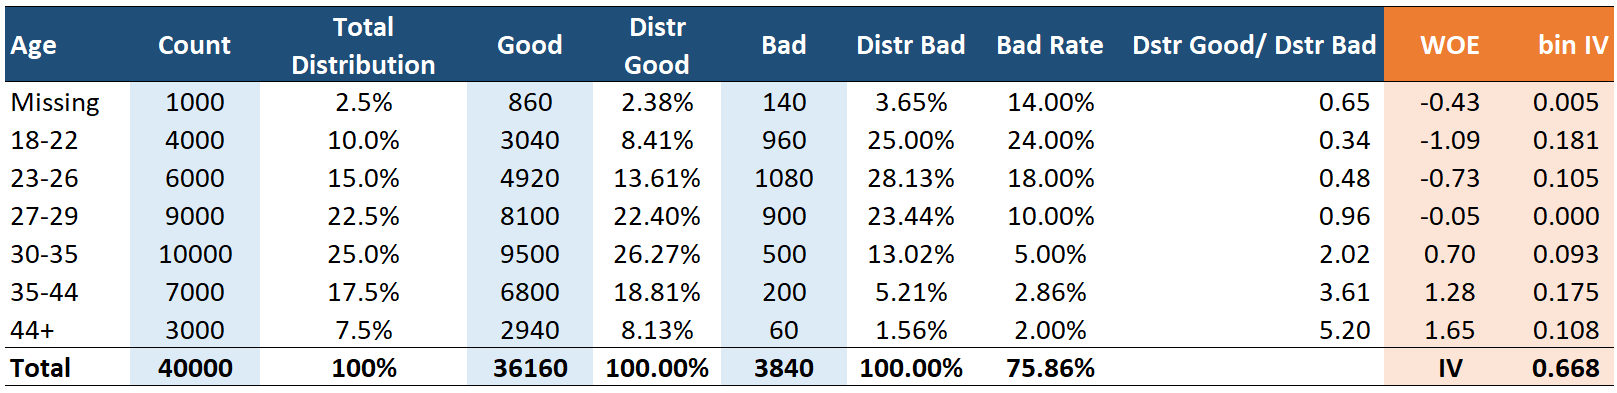 Age Count Total Distribution Good Distr Good Bad Distr Bad Bad Rate Dstr Good/ Dstr Bad WOE bin IV
Missing 1000 2.5% 860 2.38% 140 3.65% 14.00% 0.65 -0.43 0.005
18-22 4000 10.0% 3040 8.41% 960 25.00% 24.00% 0.34 -1.09 0.181
23-26 6000 15.0% 4920 13.61% 1080 28.13% 18.00% 0.48 -0.73 0.105
27-29 9000 22.5% 8100 22.40% 900 23.44% 10.00% 0.96 -0.05 0.000
30-35 10000 25.0% 9500 26.27% 500 13.02% 5.00% 2.02 0.70 0.093
35-44 7000 17.5% 6800 18.81% 200 5.21% 2.86% 3.61 1.28 0.175
44+ 3000 7.5% 2940 8.13% 60 1.56% 2.00% 5.20 1.65 0.108
Total 40000 100% 36160 100.00% 3840 100.00% 75.86% IV 0.668